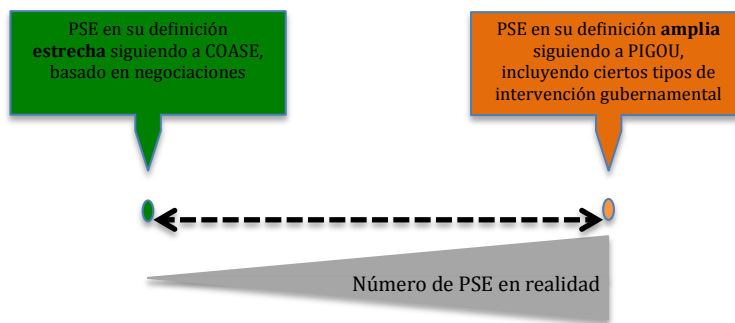 PSE en su definición
estrecha siguiendo a COASE,
basado en negociaciones
PSE en su definición amplia
siguiendo a PIGOU,
incluyendo ciertos tipos de
intervención gubernamental
Número de PSE en realidad